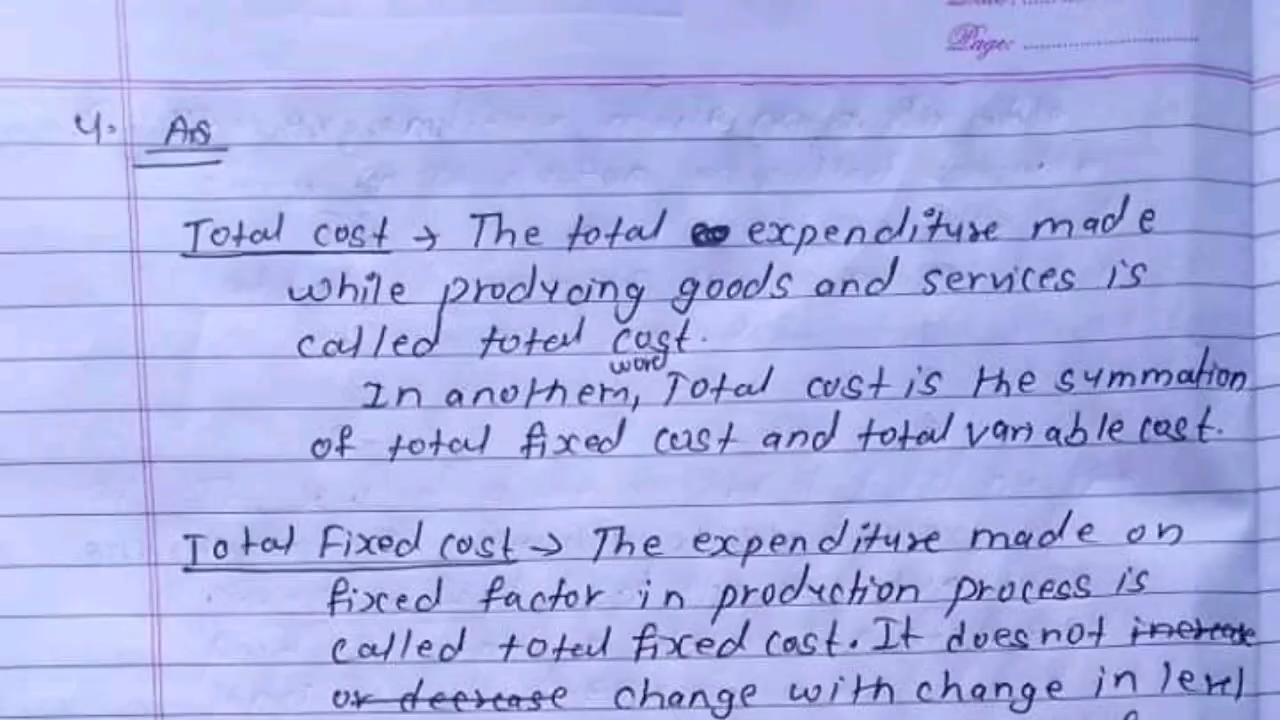 Page:
4. Ans
Total cost → The total expenditure made
while producing goods and services is
called total cost.
word
In anothem, Total cost is the summation
of total fixed cost and total variable cost.
Total Fixed cost → The expenditure made on
fixed factor in production process is
called total fixed cost. It does not increase
or decrease change with change in level